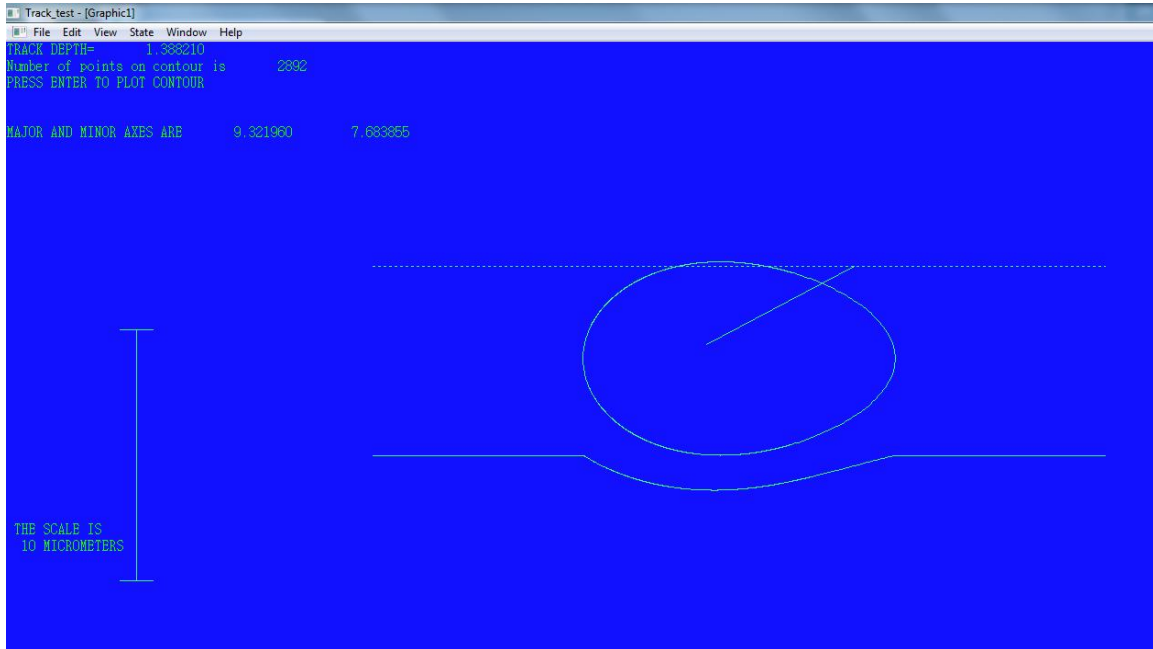 Track_test - [Graphic1]
File Edit View State Window Help
TRACK DEPTH= 1.388210
Number of points on contour is 2892
PRESS ENTER TO PLOT CONTOUR
MAJOR AND MINOR AXES ARE 9.321960 7.683855
THE SCALE IS
10 MICROMETERS